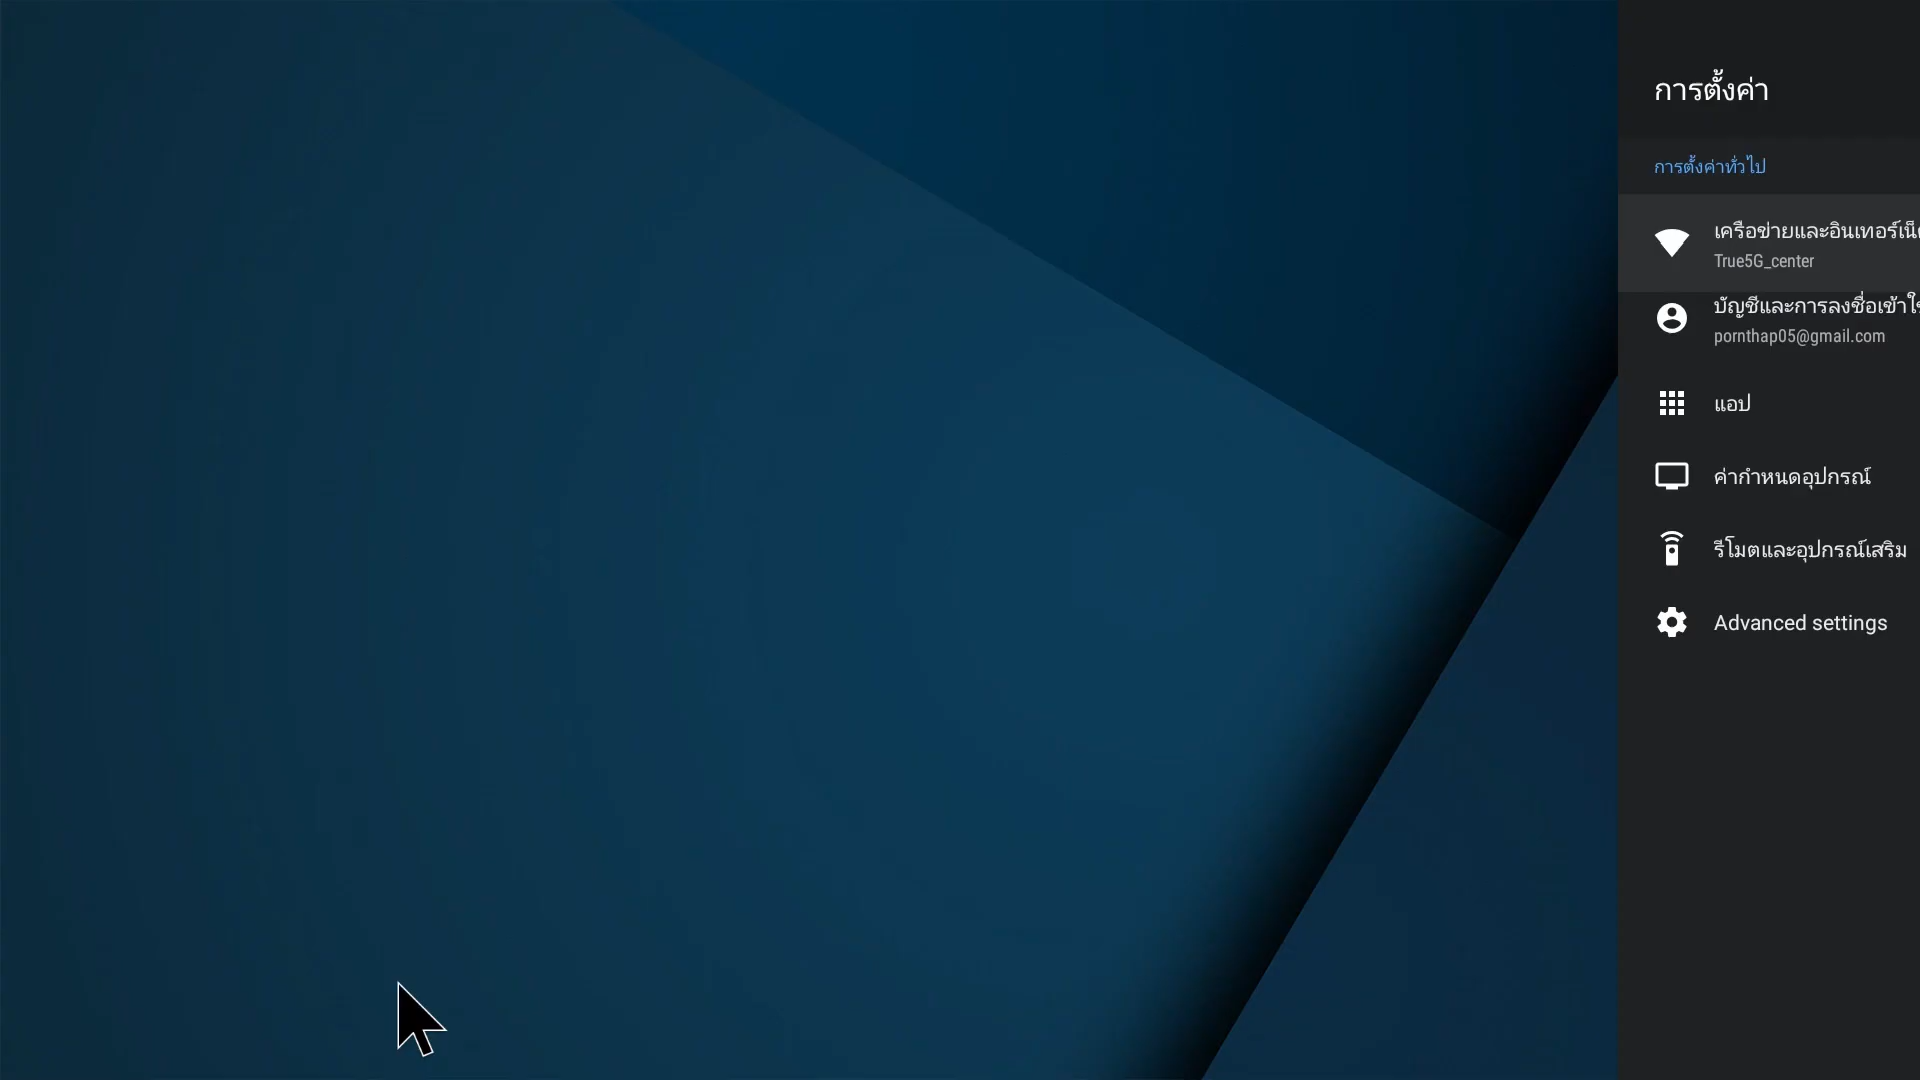 การตั้งค่า
การตั้งค่าทั่วไป
เครือข่ายและอินเทอร์เน็ต
True5G_center
บัญชีและการลงชื่อเข้าใช้
pornthap05@gmail.com
แอป
ค่ากำหนดอุปกรณ์
รีโมตและอุปกรณ์เสริม
Advanced settings